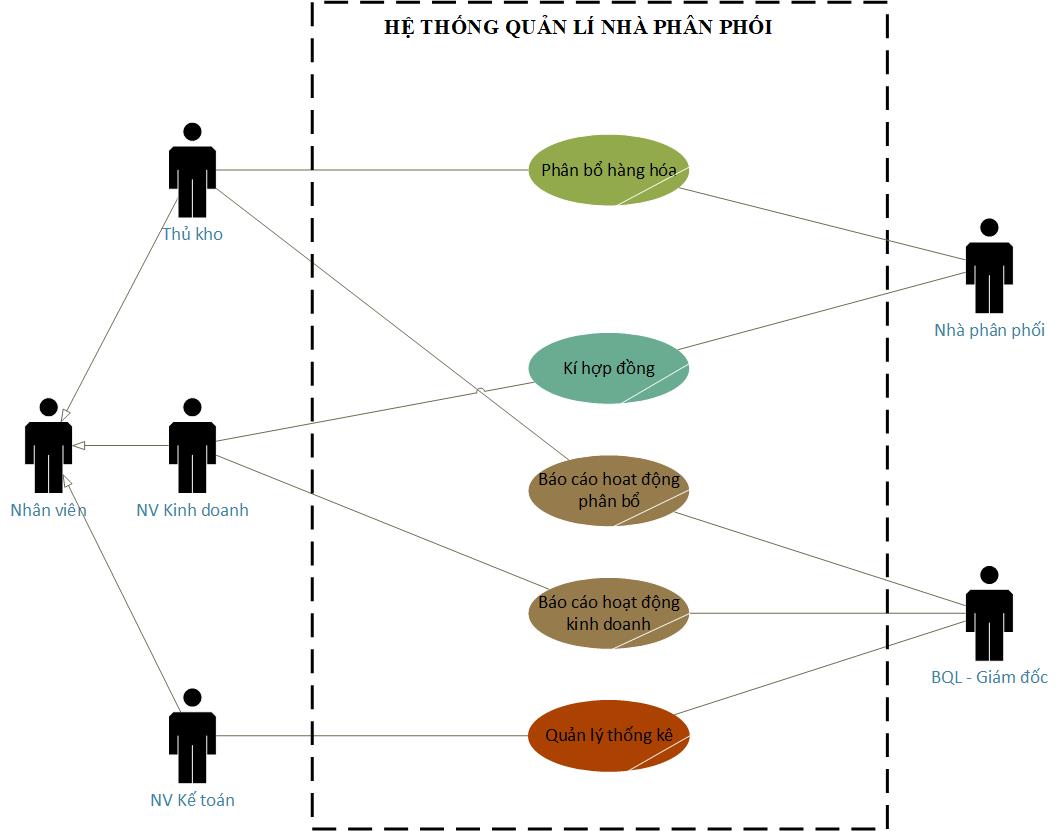 HỆ THỐNG QUẢN LÍ NHÀ PHÂN PHỐI
Phân bổ hàng hóa
Thủ kho
Nhà phân phối
Kí hợp đồng
Báo cáo hoat động
phân bổ
Nhân viên
NV Kinh doanh
Báo cáo hoạt động
kinh doanh
BQL - Giám đốc
Quản lý thống kê
NV Kế toán